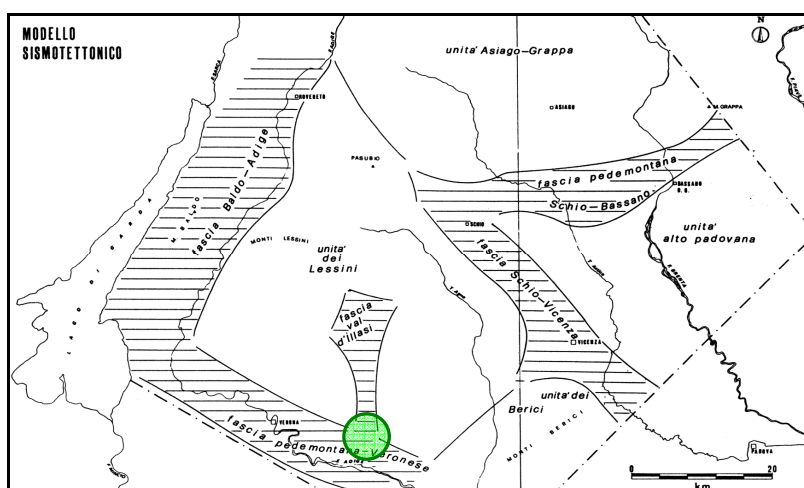 MODELLO
SISMOTETTONICO
N
unita' Asiago-Grappa
ROVERETO
ASIAGO
M. GRAPPA
PASUBIO
fascia pedemontana
Schio-Bassano
BASSANO
D. G.
fascia Baldo-Adige
M. BALDO
LAGO DI GARDA
MONTI LESSINI
unita'
dei
Lessini
SCHIO
fascia Schio-Vicenza
unita'
alto padovana
F. BRENTA
fascia
val
d'illasi
VICENZA
unita' dei
Berici
MONTI BERICI
VERONA
fascia pedemontana-Veronese
F. ADIGE
PADOVA
0
20
km